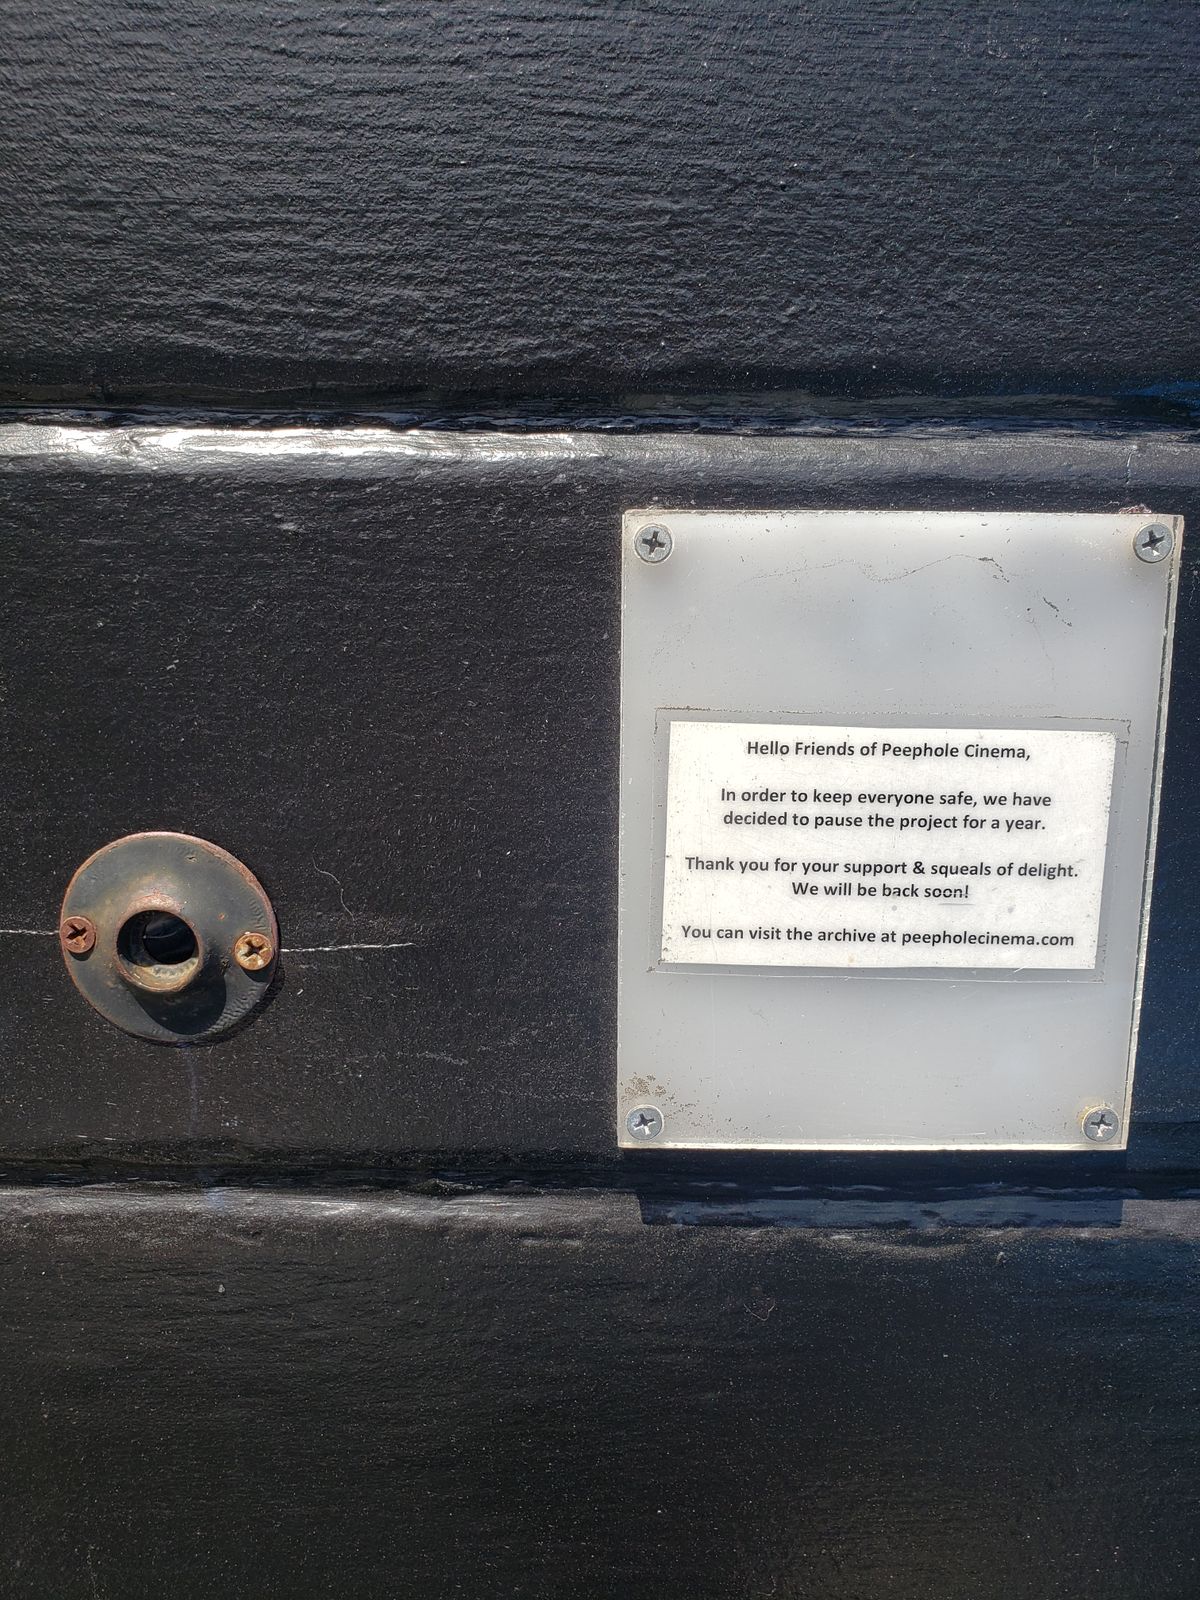 Hello Friends of Peephole Cinema,
In order to keep everyone safe, we have
decided to pause the project for a year.
Thank you for your support & squeals of delight.
We will be back soon!
You can visit the archive at peepholecinema.com